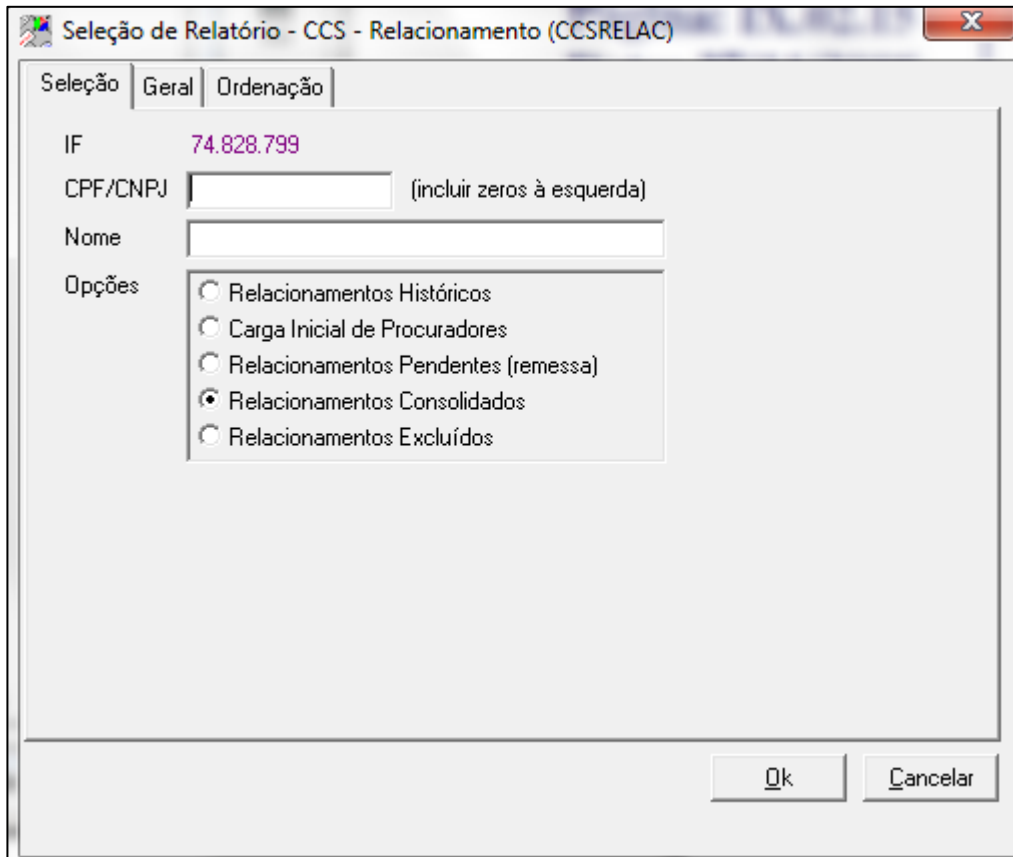 Seleção de Relatório - CCS - Relacionamento (CCSRELAC)
Seleção Geral Ordenação
IF 74.828.799
CPF/CNPJ (incluir zeros à esquerda)
Nome
Opções
Relacionamentos Históricos
Carga Inicial de Procuradores
Relacionamentos Pendentes (remessa)
Relacionamentos Consolidados
Relacionamentos Excluídos
Ok Cancelar